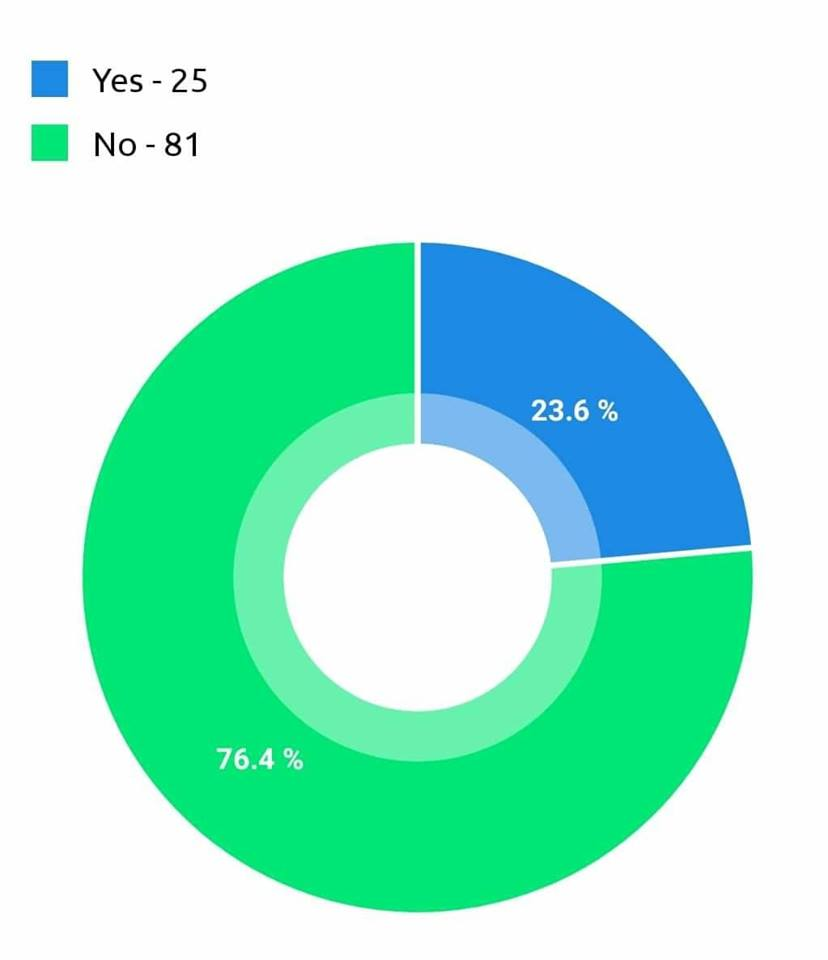 Yes - 25
No - 81
23.6 %
76.4 %